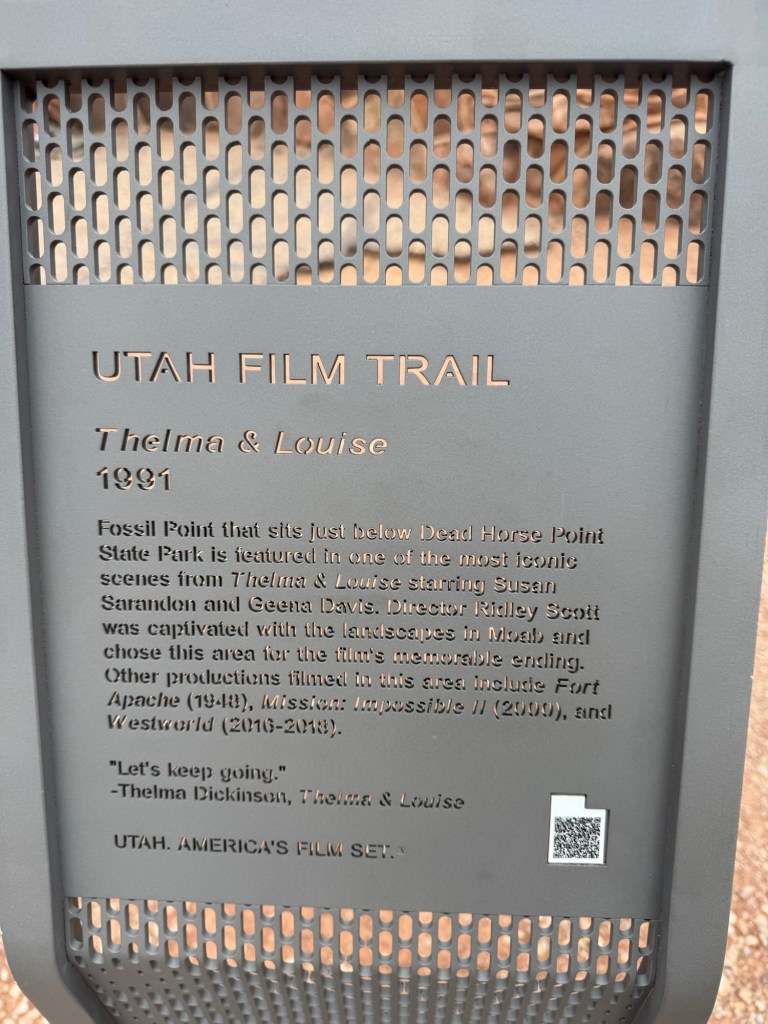 UTAH FILM TRAIL
Thelma & Louise
1991
Fossil Point that sits just below Dead Horse Point
State Park is featured in one of the most iconic
scenes from Thelma & Louise starring Susan
Sarandon and Geena Davis. Director Ridley Scott
was captivated with the landscapes in Moab and
chose this area for the film's memorable ending.
Other productions filmed in this area include Fort
Apache (1948), Mission: Impossible II (2000), and
Westworld (2016-2018).
"Let's keep going."
-Thelma Dickinson, Thelma & Louise
UTAH. AMERICA'S FILM SET.